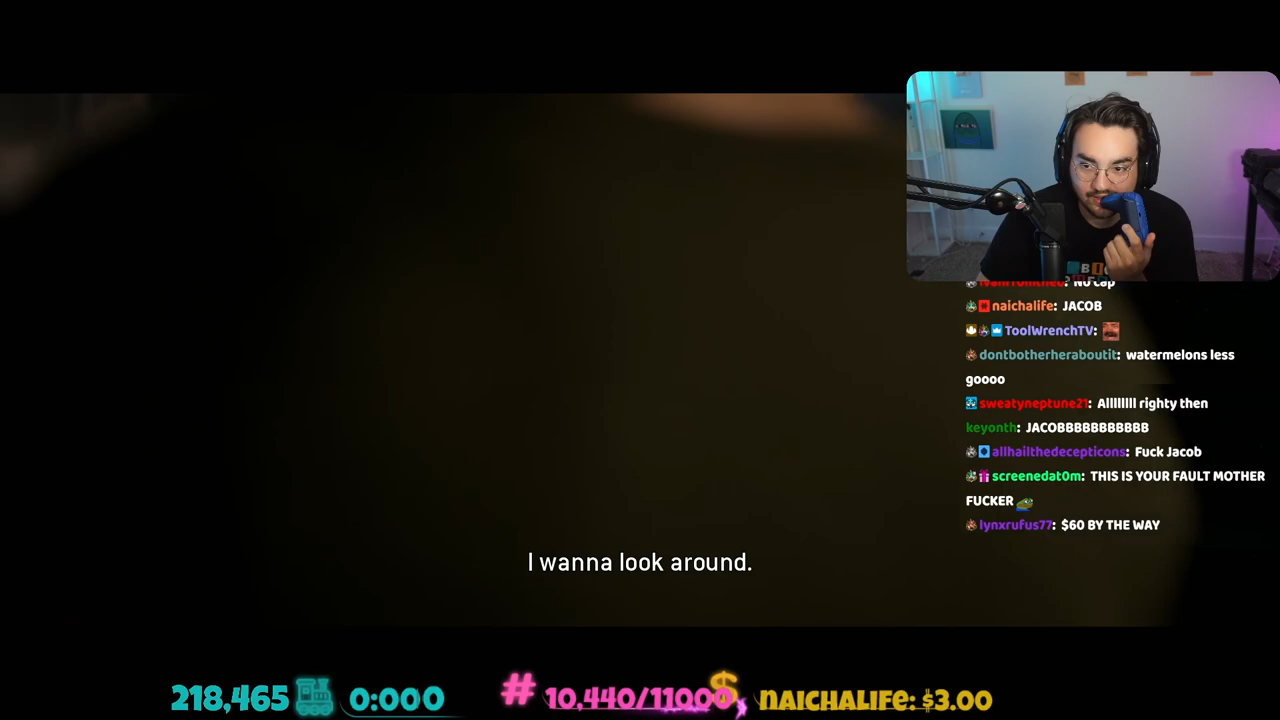 No cap
naichalife: JACOB
ToolWrenchTV:
dontbotherheraboutit: watermelons less
goooo
sweatyneptune21: Allllllll righty then
keyonth: JACOBBBBBBBBBBB
allhailthedecepticons: Fuck Jacob
screenedat0m: THIS IS YOUR FAULT MOTHER
FUCKER
lynxrufus77: $60 BY THE WAY
I wanna look around.
218,465 0:000 # 10,440/11000 $ NAICHALIFE: $3.00